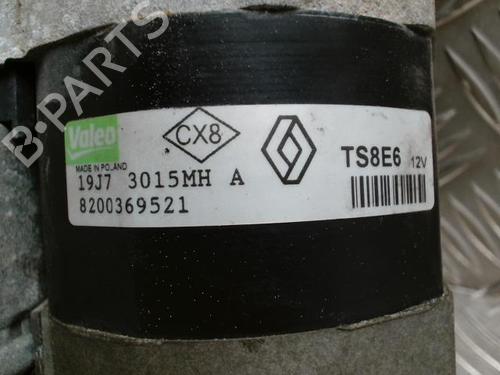 B-PARTS
Valeo
MADE IN POLAND
CX8
TS8E6 12V
19J7 3015MH A
8200369521